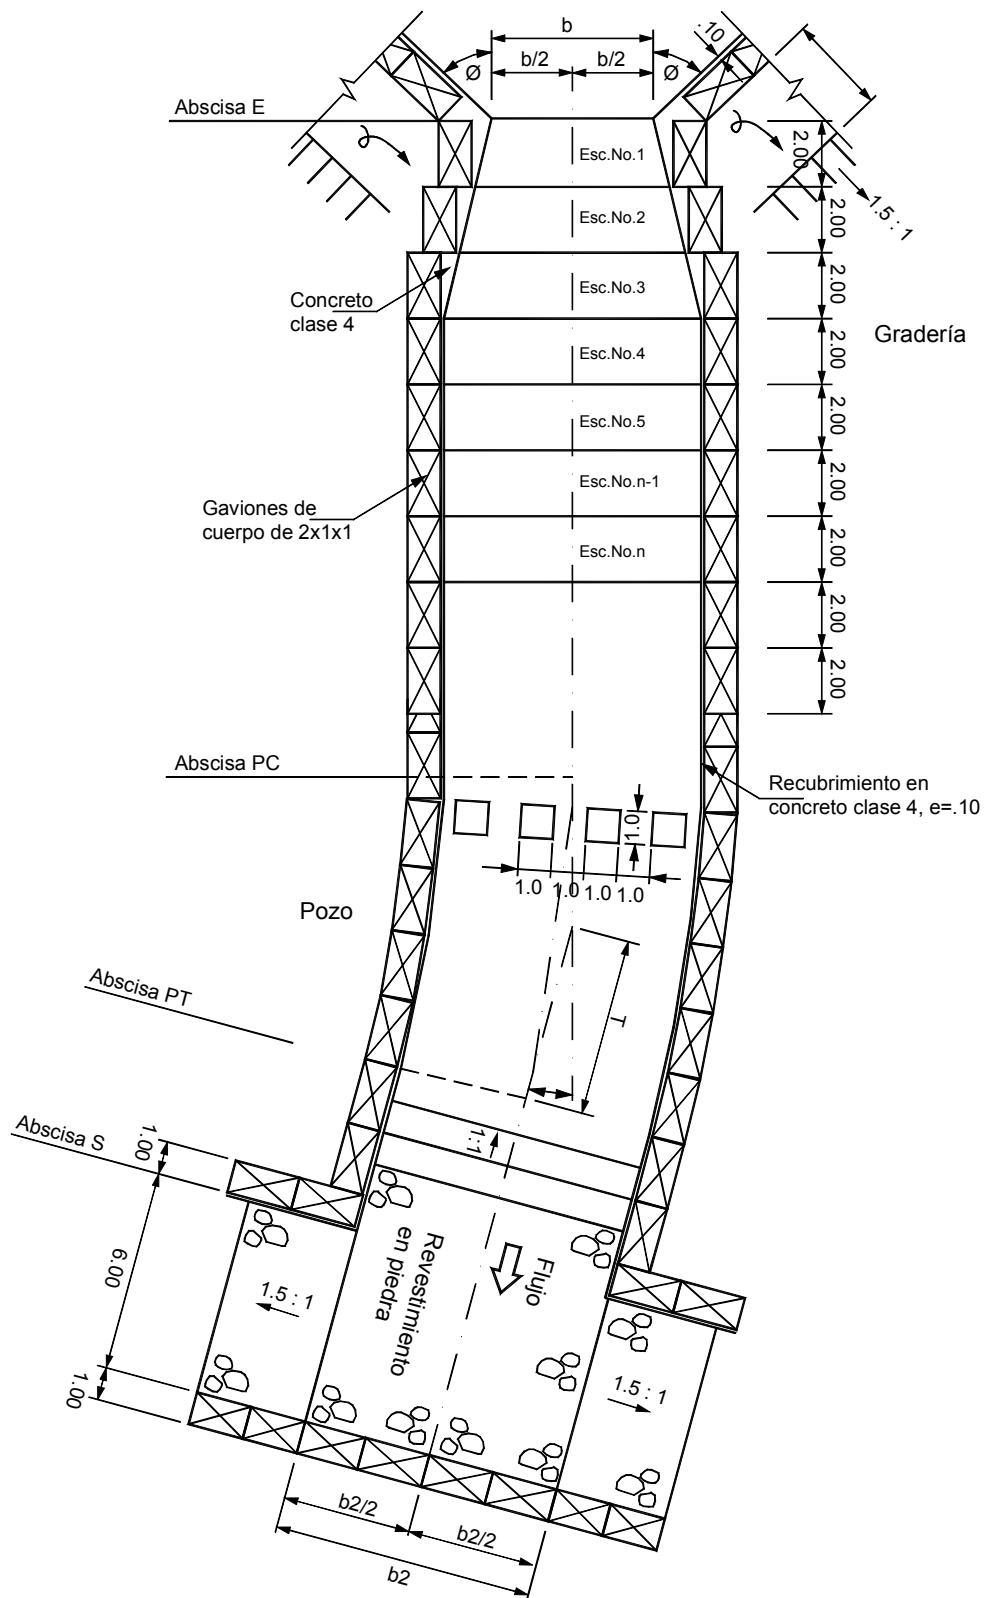 b
.10
b/2
b/2
Ø
Ø
Abscisa E
Esc.No.1
2.00
1.5 : 1
Esc.No.2
2.00
Concreto
clase 4
Esc.No.3
2.00
Gradería
Esc.No.4
2.00
Esc.No.5
2.00
Gaviones de
cuerpo de 2x1x1
Esc.No.n-1
2.00
Esc.No.n
2.00
2.00
2.00
Abscisa PC
Recubrimiento en
concreto clase 4, e=.10
1.0
1.0
1.0
1.0
1.0
Pozo
Abscisa PT
T
Abscisa S
1.00
1:1
6.00
1.5 : 1
Revestimiento
en piedra
Flujo
1.5 : 1
1.00
b2/2
b2/2
b2